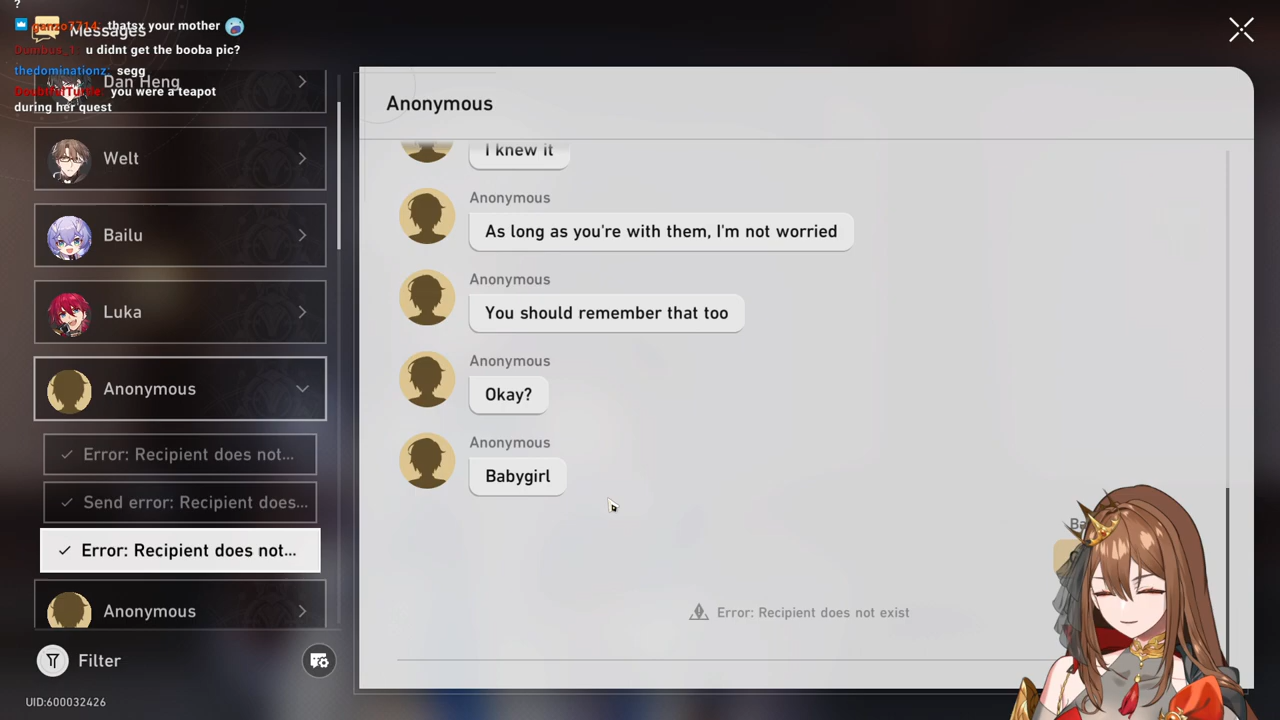 ?
ganzo7714: thatsx your mother
Messages
Dumbus_1: u didnt get the booba pic?
thedominationz: segg
Dan Heng
DoubtfulTurtle: you were a teapot
during her quest
Welt
Bailu
Luka
Anonymous
Error: Recipient does not...
Send error: Recipient does...
Error: Recipient does not...
Anonymous
Filter
UID:600032426
Anonymous
I knew it
Anonymous
As long as you're with them, I'm not worried
Anonymous
You should remember that too
Anonymous
Okay?
Anonymous
Babygirl
Error: Recipient does not exist